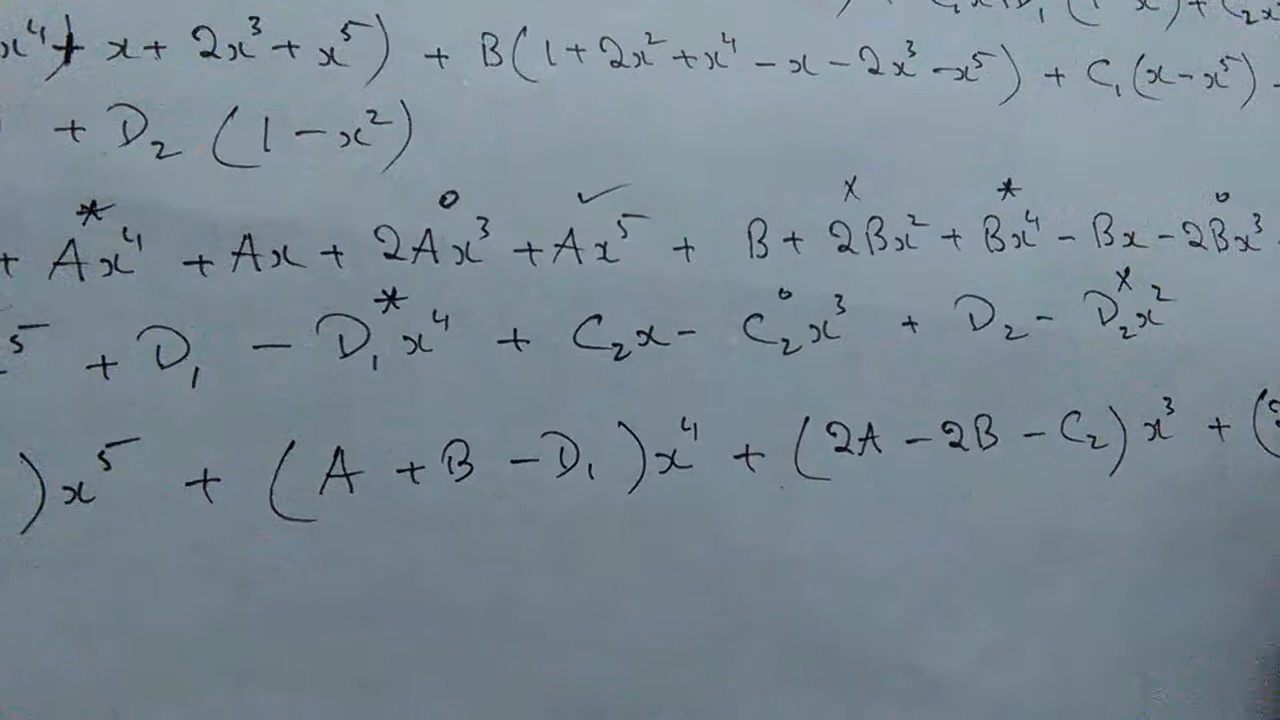 x⁴) + x + 2x³ + x⁵) + B(1 + 2x² + x⁴ - x - 2x³ - x⁵) + C₁(x - x⁵) -
+ D₂ (1 - x²)
+ Ax⁴ + Ax + 2Ax³ + Ax⁵ + B + 2Bx² + Bx⁴ - Bx - 2Bx³
5 + D₁ - D₁x⁴ + C₂x - C₂x³ + D₂ - D₂x²
)x⁵ + (A + B - D₁)x⁴ + (2A - 2B - C₂)x³ + (